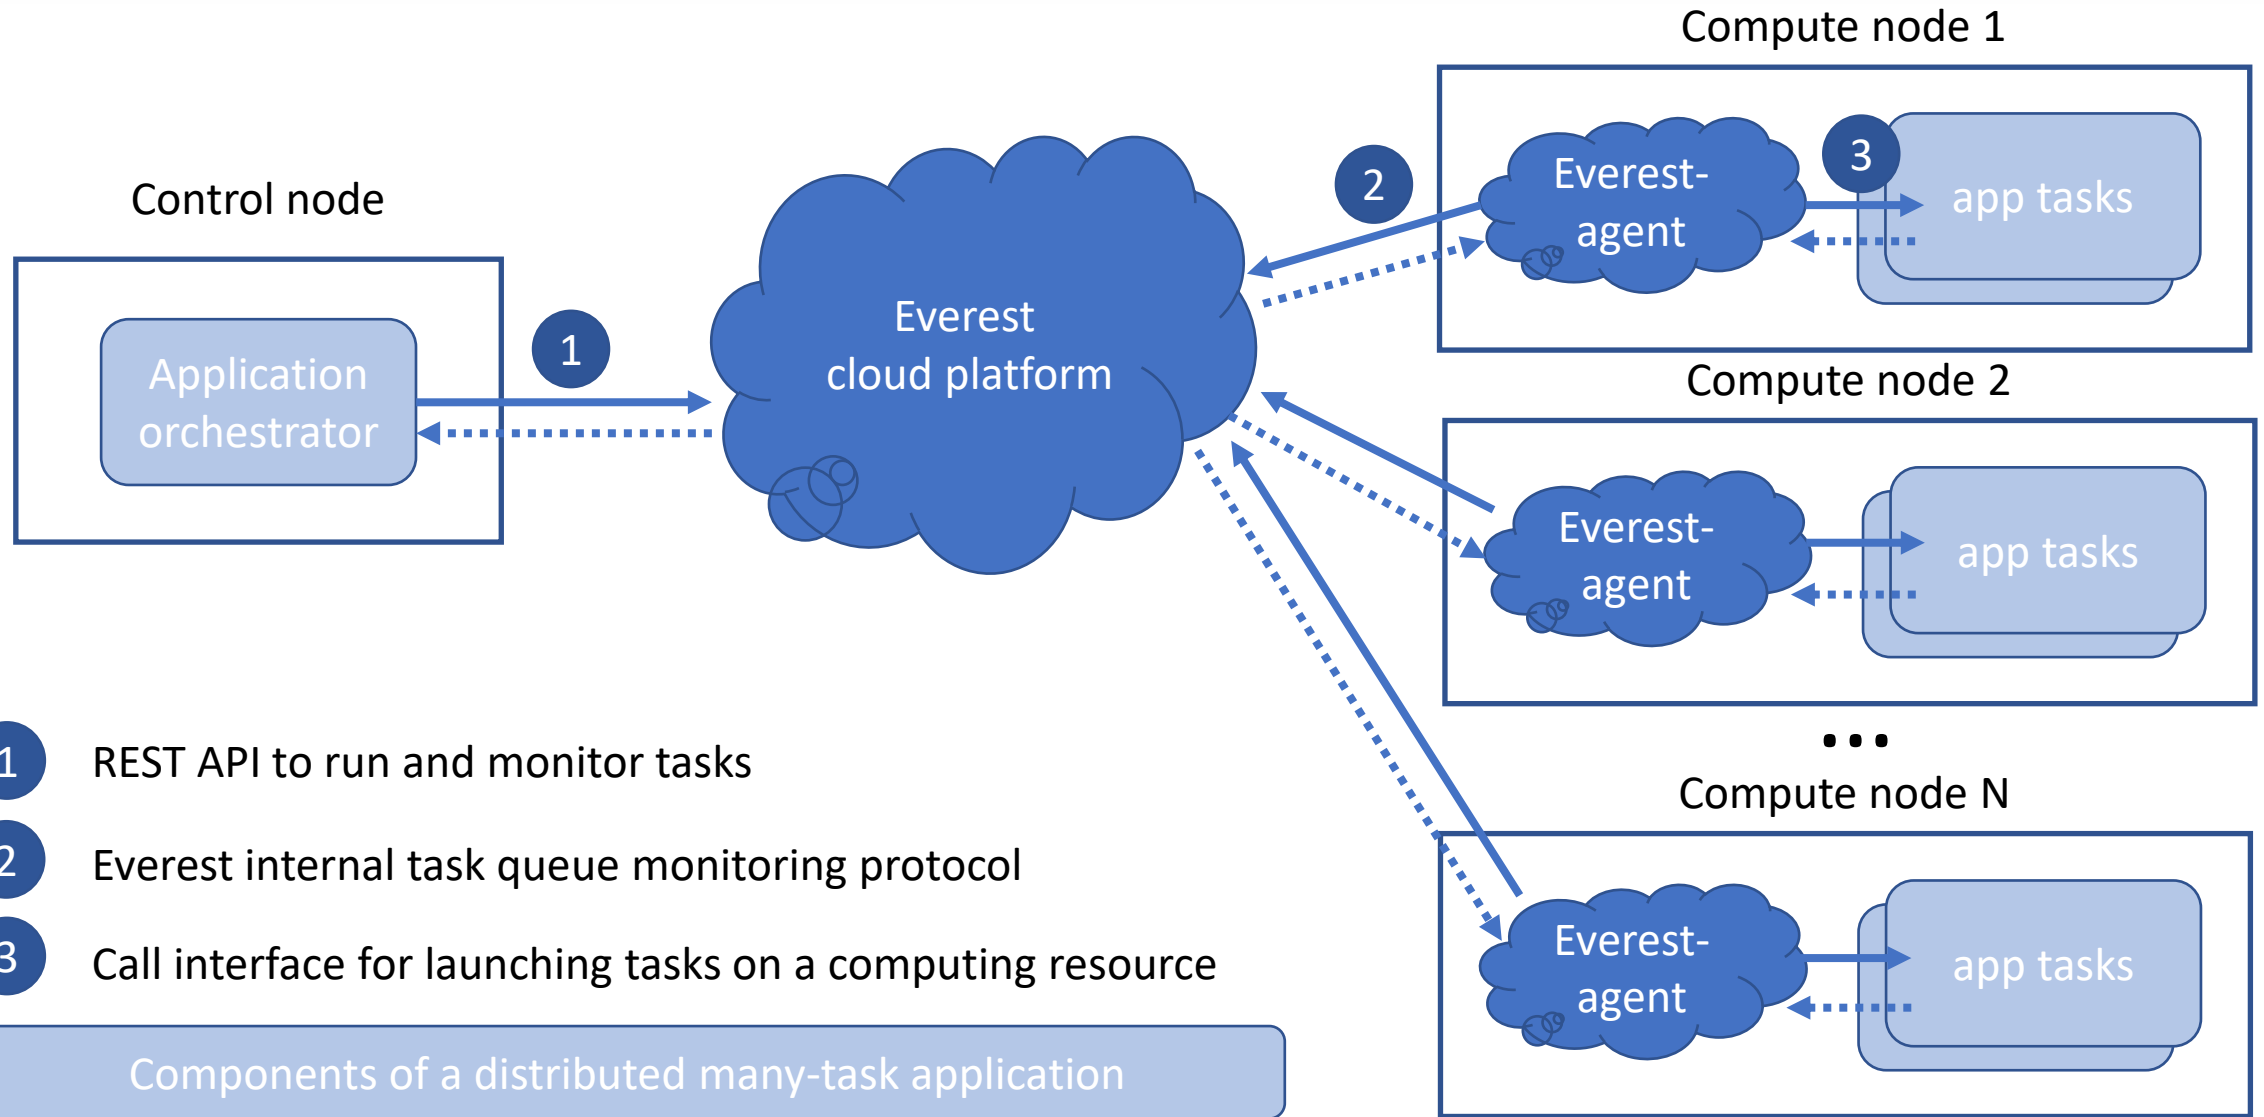 Control node
Application
orchestrator
1
Everest
cloud platform
2
Compute node 1
Everest-
agent
3
app tasks
Compute node 2
Everest-
agent
app tasks
...
Compute node N
Everest-
agent
app tasks
1 REST API to run and monitor tasks
2 Everest internal task queue monitoring protocol
3 Call interface for launching tasks on a computing resource
Components of a distributed many-task application